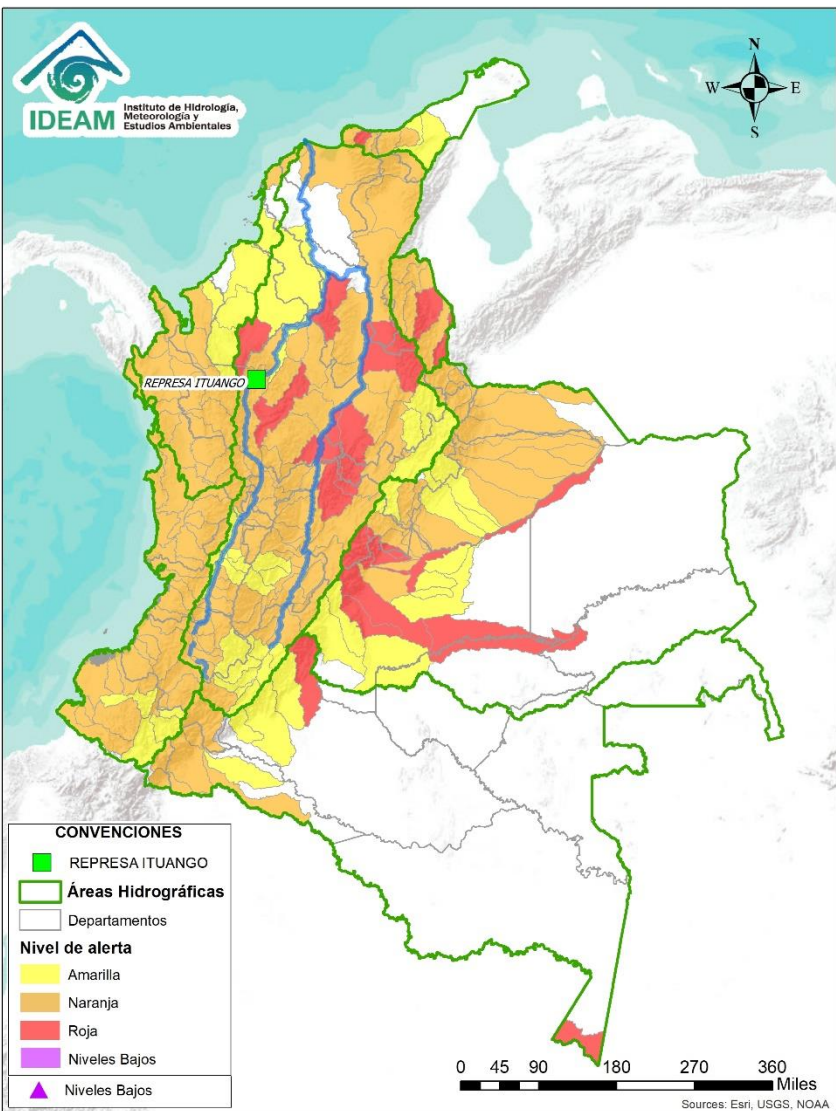 IDEAM
Instituto de Hidrología,
Meteorología y
Estudios Ambientales
N
W
E
S
REPRESA ITUANGO
CONVENCIONES
REPRESA ITUANGO
Áreas Hidrográficas
Departamentos
Nivel de alerta
Amarilla
Naranja
Roja
Niveles Bajos
Niveles Bajos
0 45 90 180 270 360
Miles
Sources: Esri, USGS, NOAA